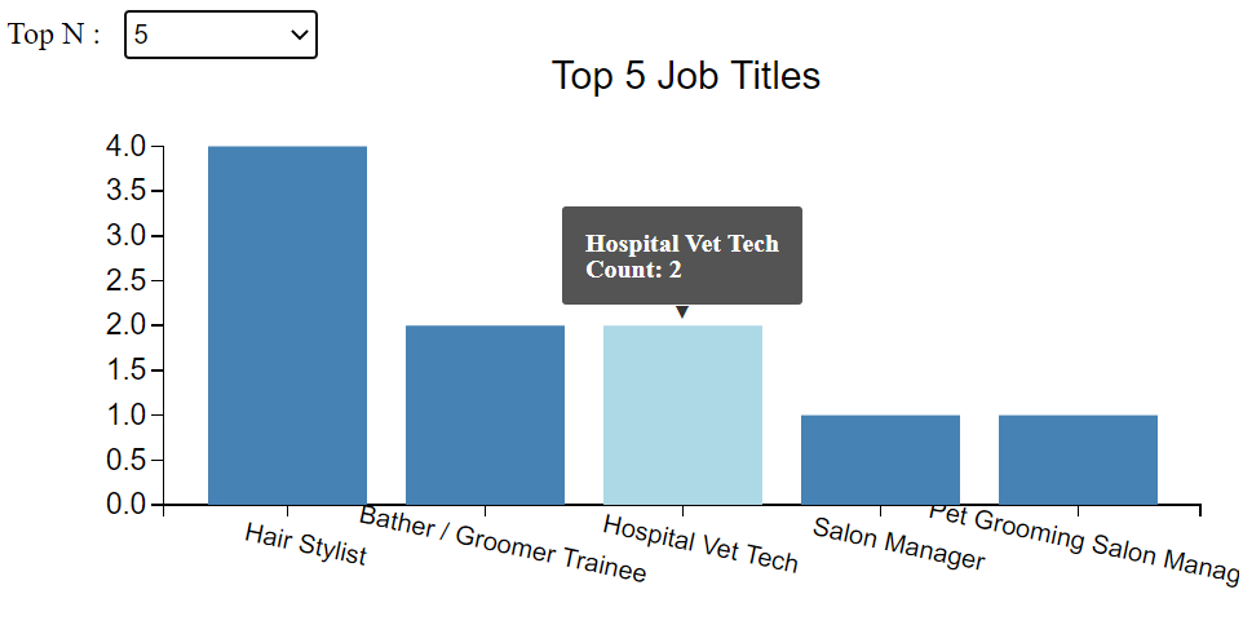 Top N : 5
Top 5 Job Titles
4.0
3.5
3.0
2.5
2.0
1.5
1.0
0.5
0.0
Hospital Vet Tech
Count: 2
Hair Stylist
Bather / Groomer Trainee
Hospital Vet Tech
Salon Manager
Pet Grooming Salon Manag